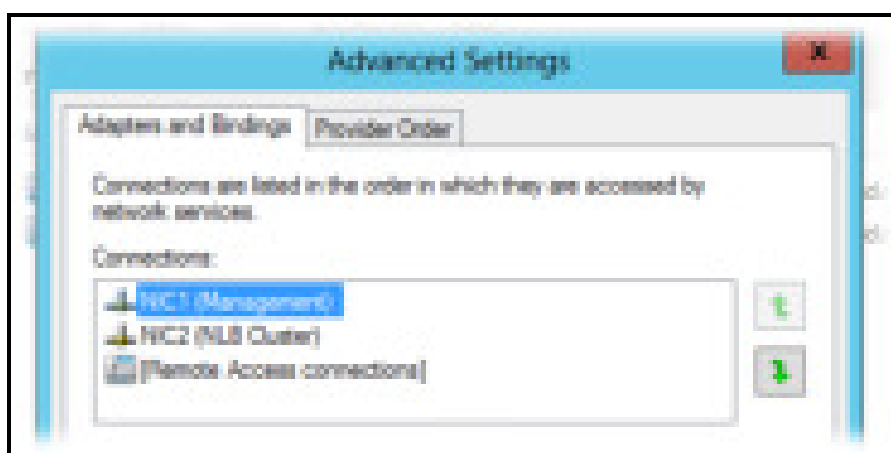 Advanced Settings
x
Adapters and Bindings
Provider Order
Connections are listed in the order in which they are accessed by
network services.
Connections:
NIC1 (Management)
NIC2 (NLB Cluster)
[Remote Access connections]